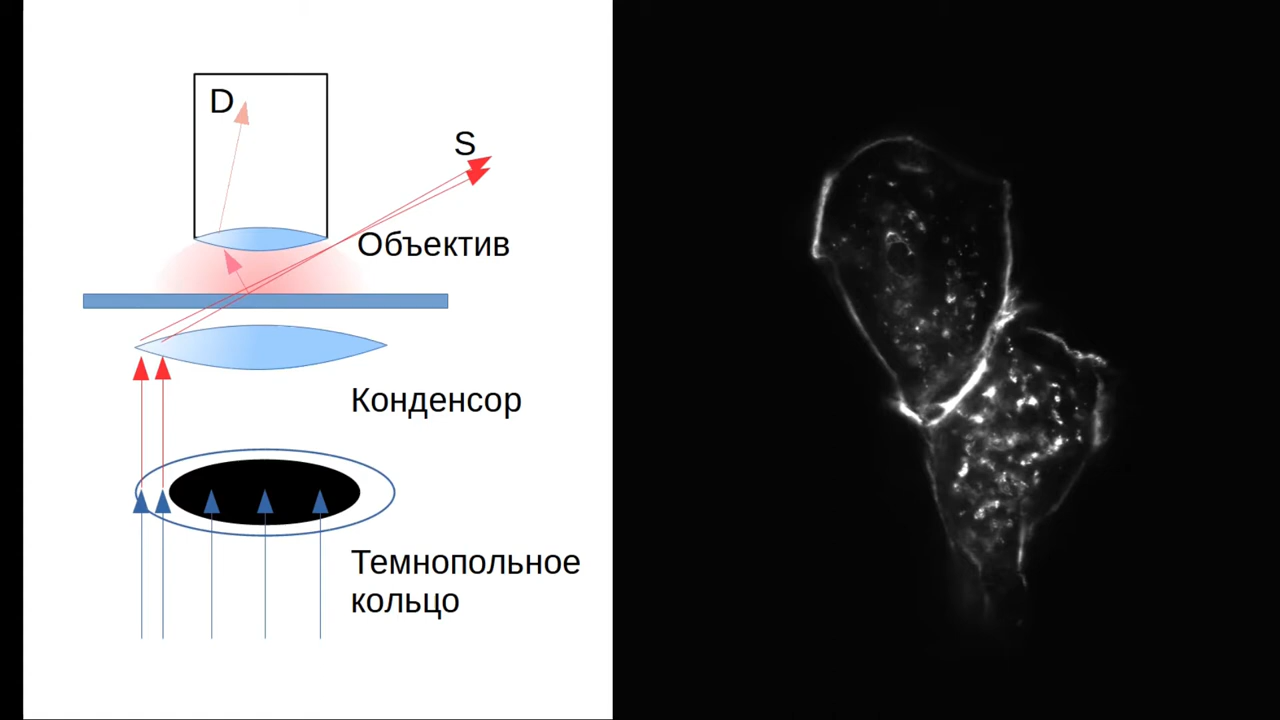 D
S
Объектив
Конденсор
Темнопольное
кольцо